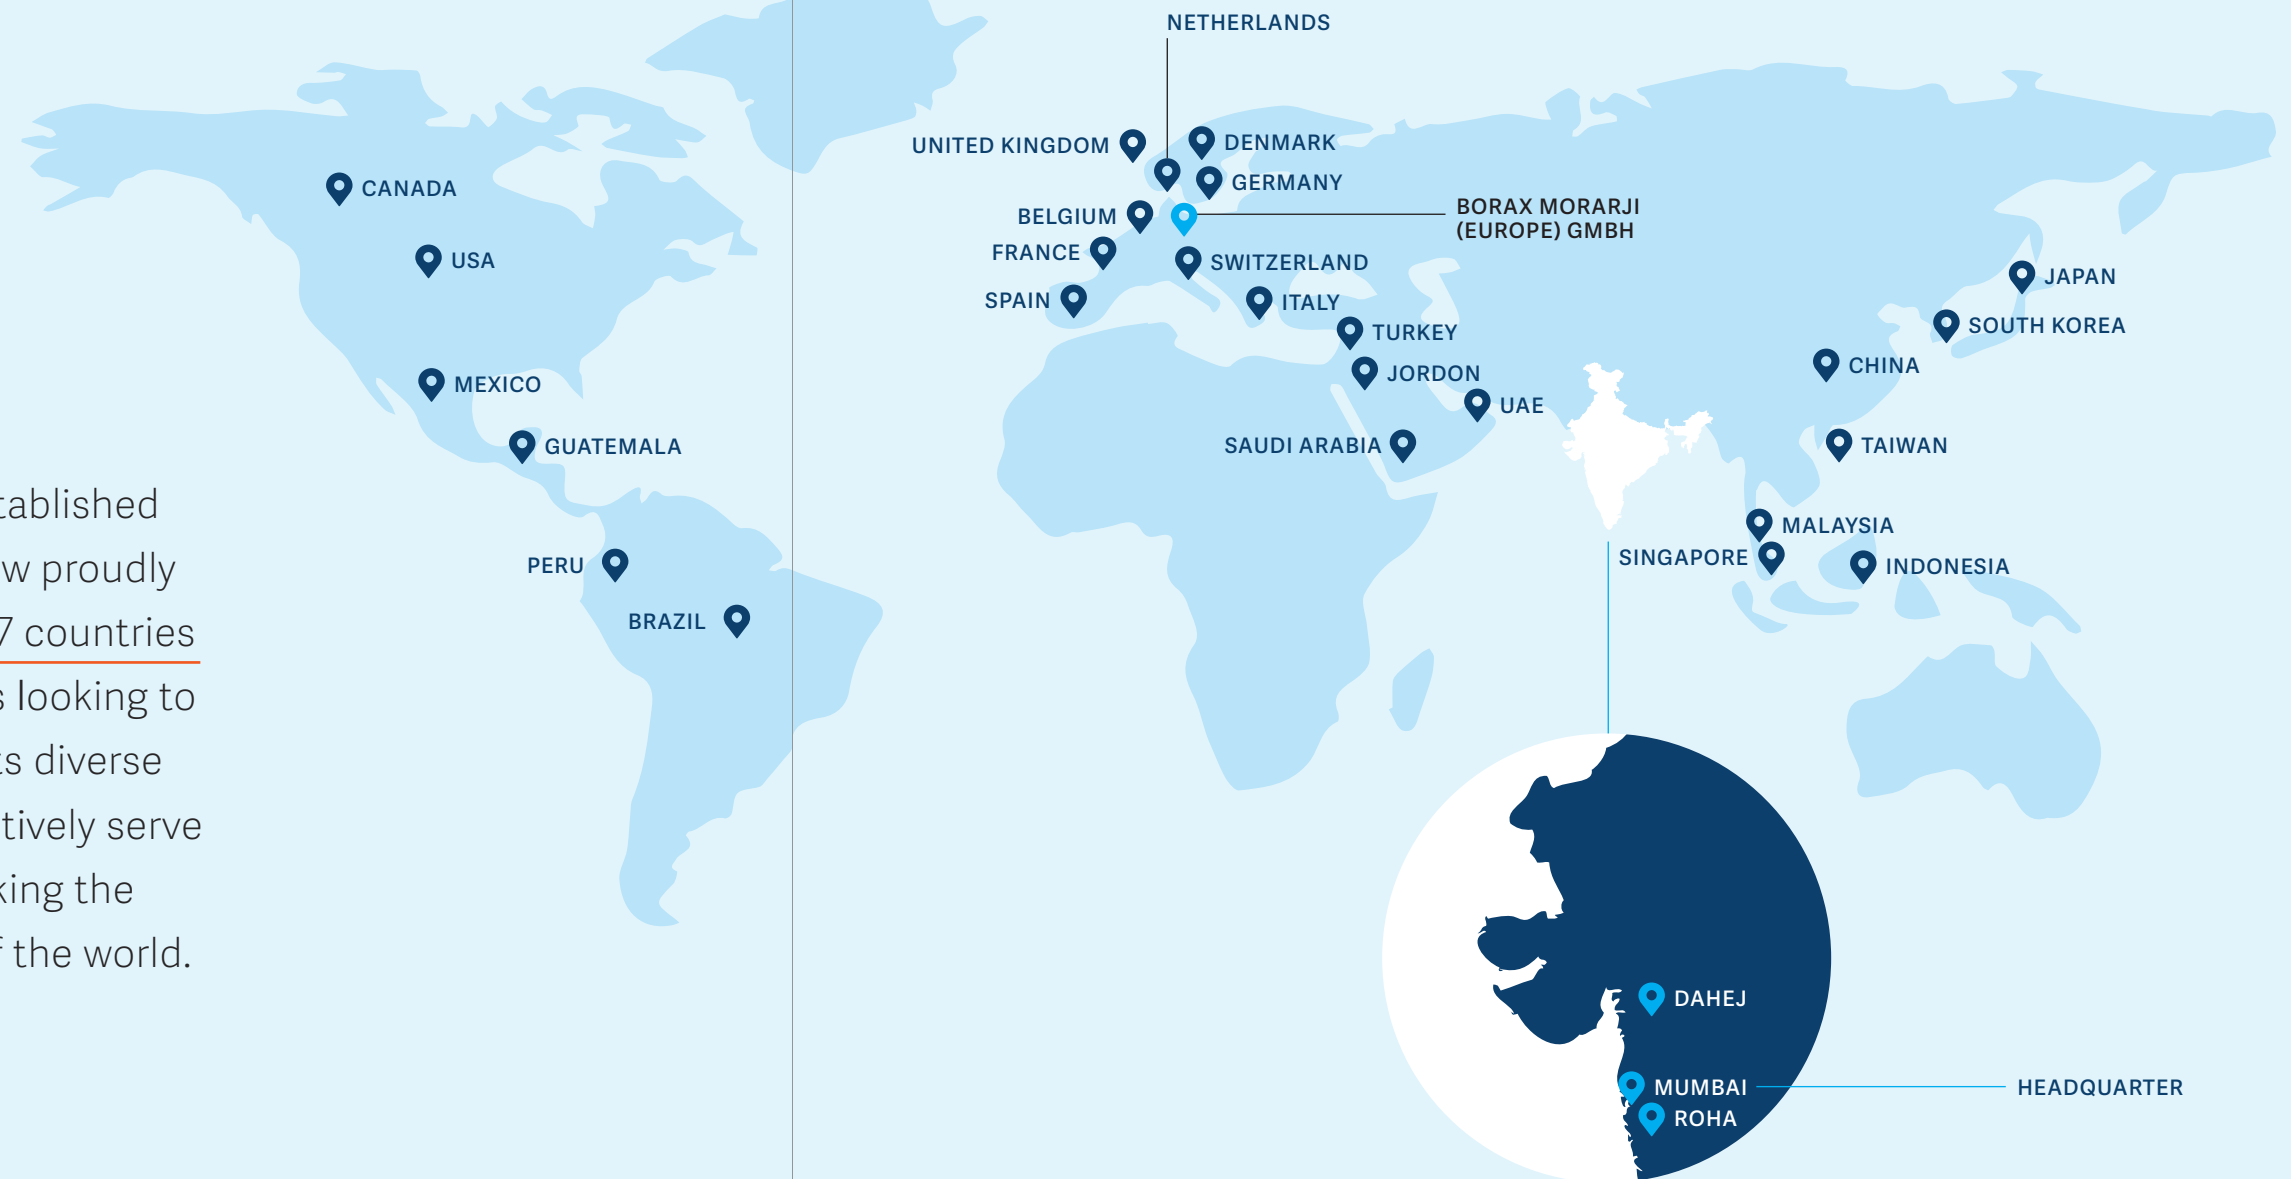 NETHERLANDS
UNITED KINGDOM
DENMARK
GERMANY
CANADA
BELGIUM
BORAX MORARJI
(EUROPE) GMBH
FRANCE
USA
SWITZERLAND
SPAIN
ITALY
JAPAN
TURKEY
SOUTH KOREA
CHINA
JORDON
MEXICO
UAE
GUATEMALA
SAUDI ARABIA
TAIWAN
MALAYSIA
SINGAPORE
INDONESIA
PERU
BRAZIL
tablished
w proudly
7 countries
s looking to
ts diverse
tively serve
king the
f the world.
DAHEJ
MUMBAI
HEADQUARTER
ROHA